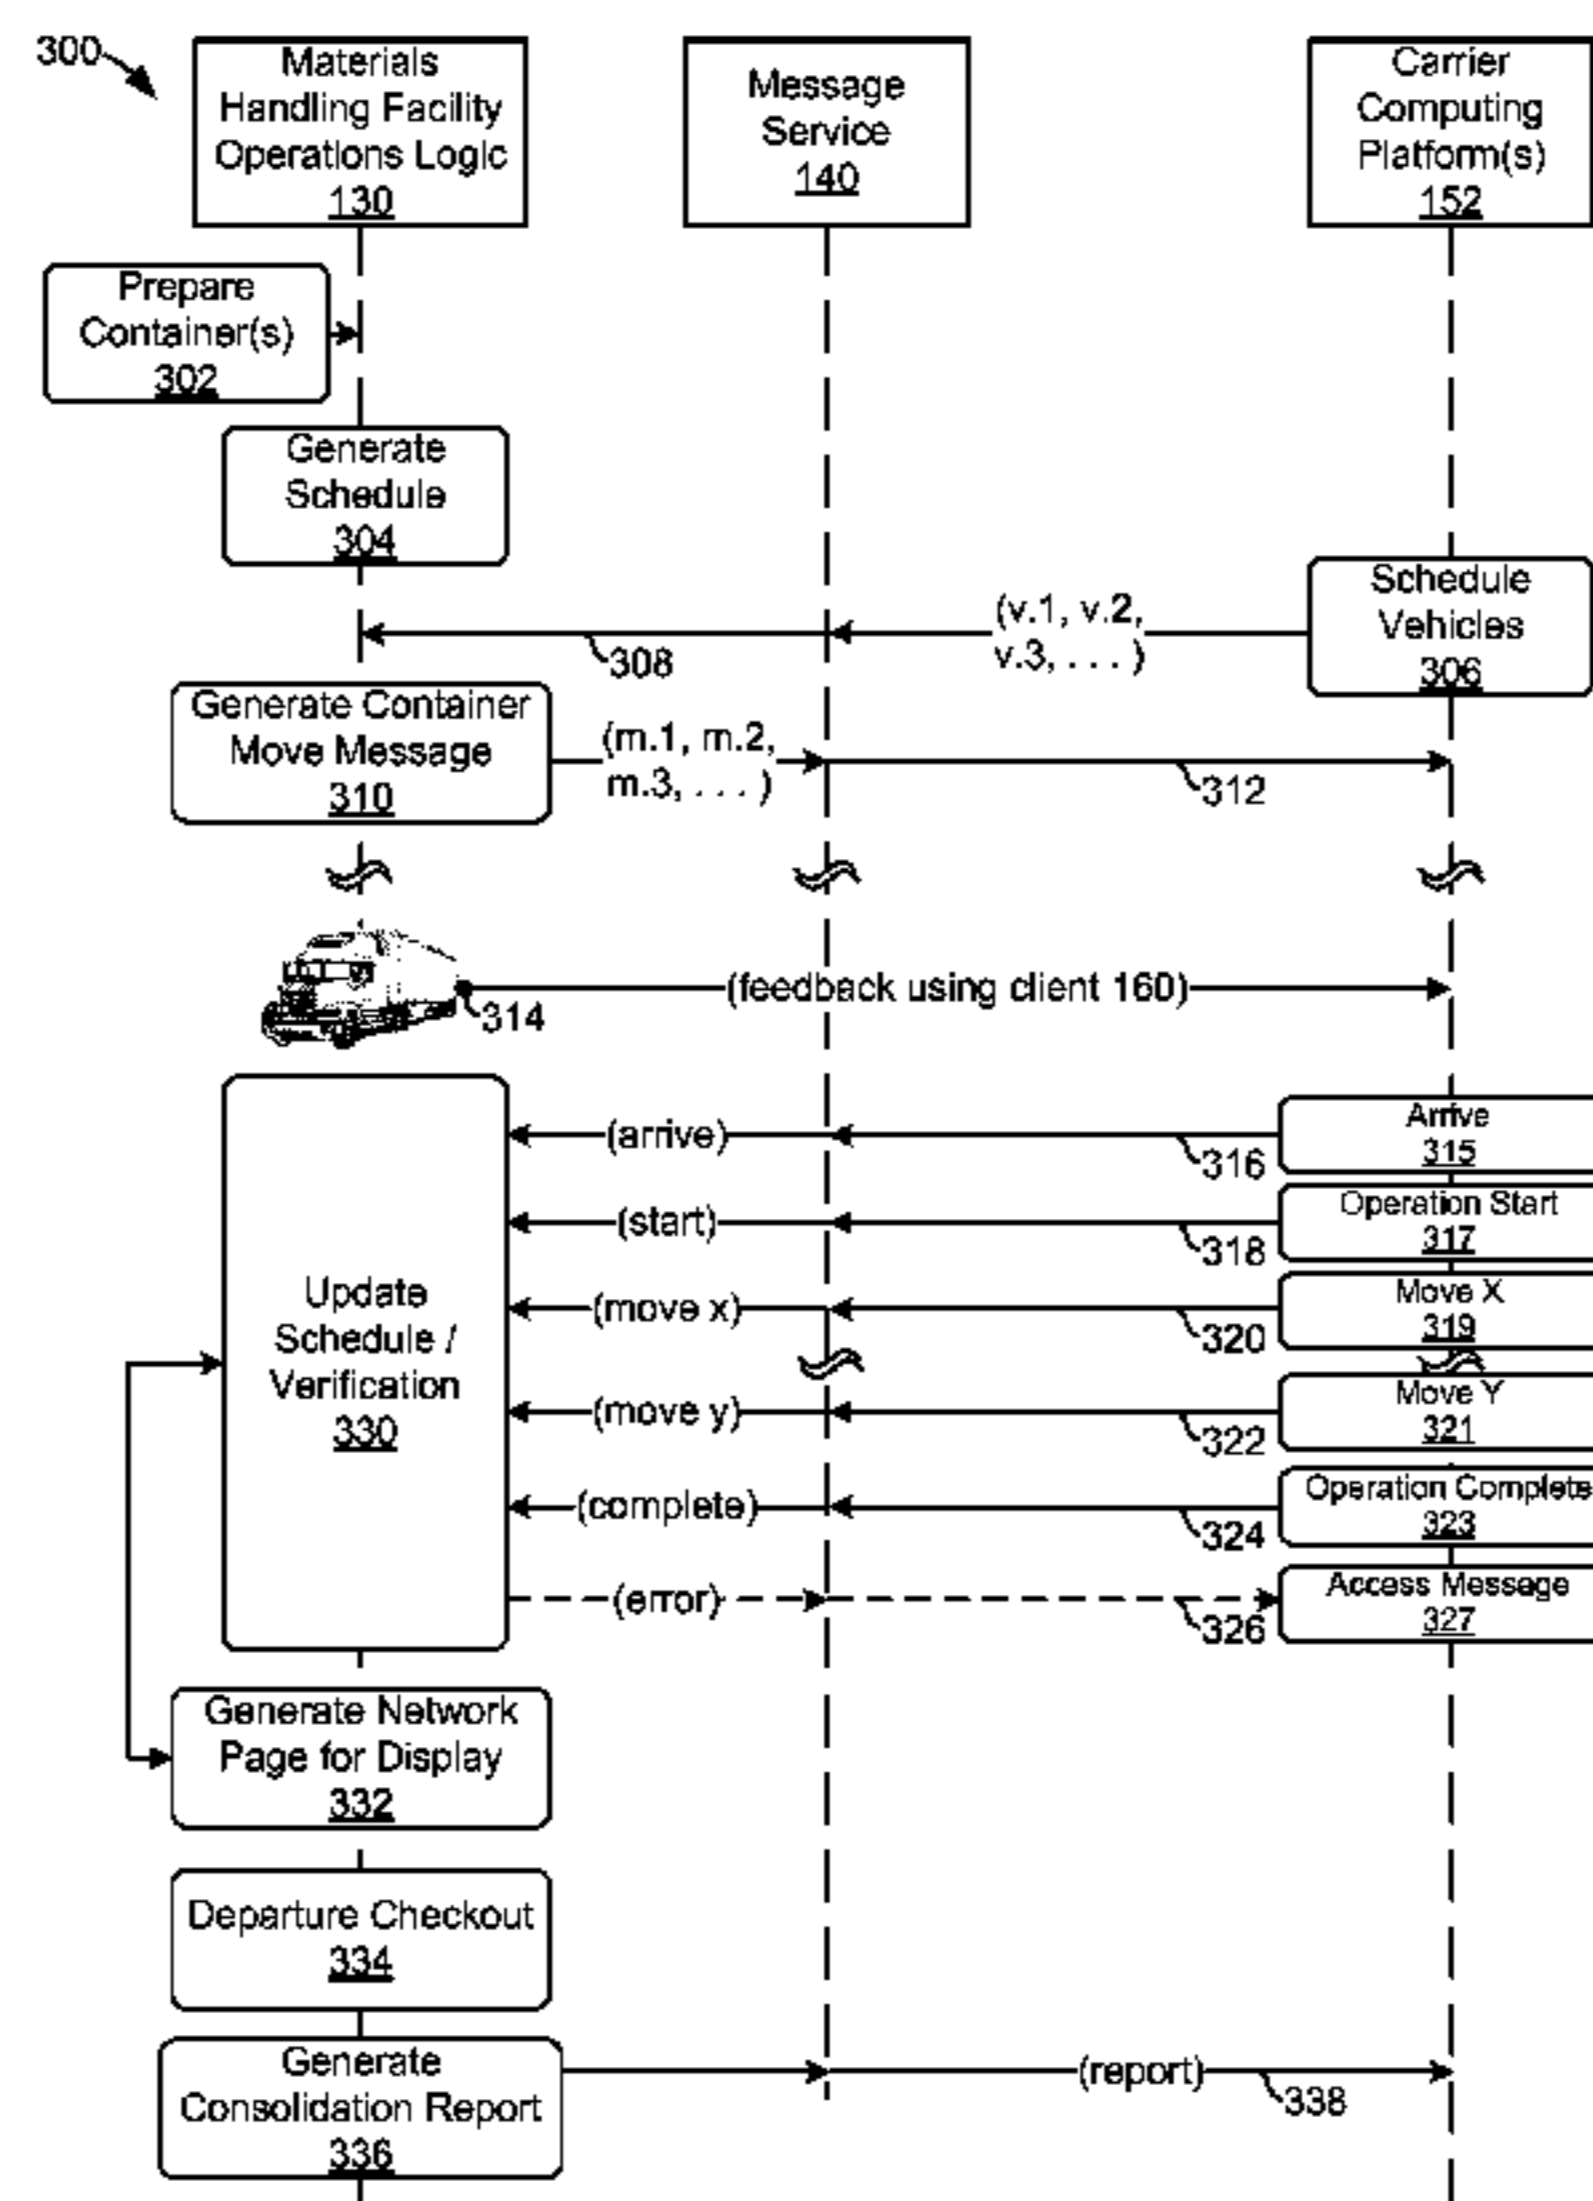 300
Materials
Handling Facility
Operations Logic
130
Message
Service
140
Carrier
Computing
Platform(s)
152
Prepare
Container(s)
302
Generate
Schedule
304
Schedule
Vehicles
306
(v.1, v.2,
v.3, . . . )
308
Generate Container
Move Message
310
(m.1, m.2,
m.3, . . . )
312
(feedback using client 160)
314
Update
Schedule /
Verification
330
(arrive)
316
Arrive
315
(start)
318
Operation Start
317
(move x)
320
Move X
319
(move y)
322
Move Y
321
(complete)
324
Operation Complete
323
(error)
326
Access Message
327
Generate Network
Page for Display
332
Departure Checkout
334
Generate
Consolidation Report
336
(report)
338